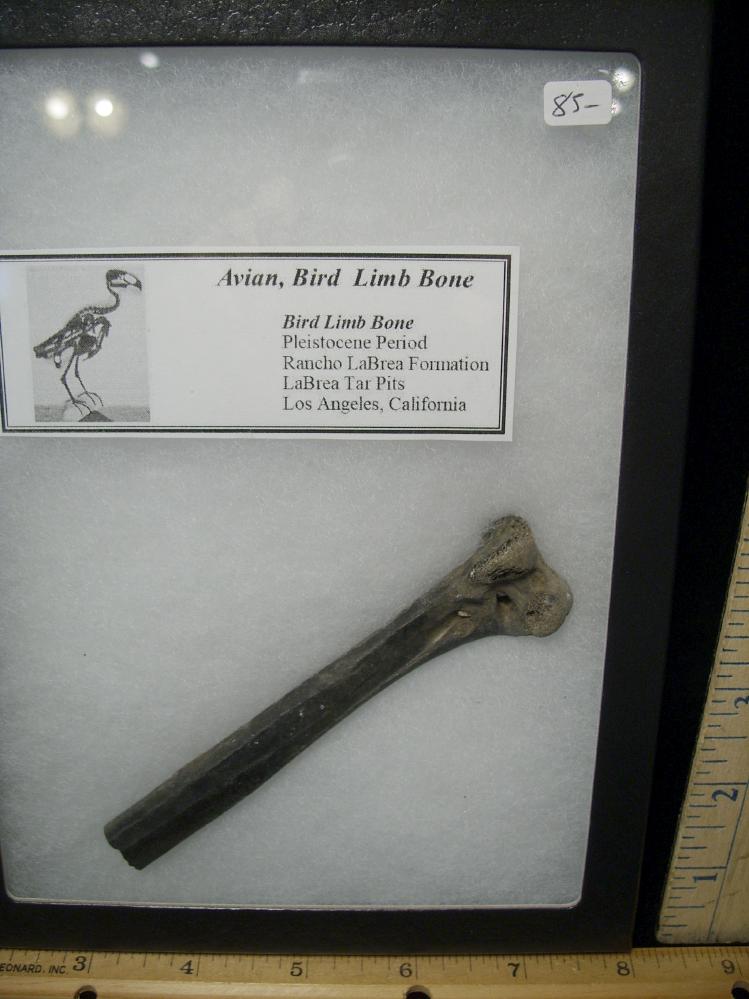 85-
Avian, Bird Limb Bone
Bird Limb Bone
Pleistocene Period
Rancho LaBrea Formation
LaBrea Tar Pits
Los Angeles, California
2
1
EONARD, INC. 3 4 5 6 7 8 9